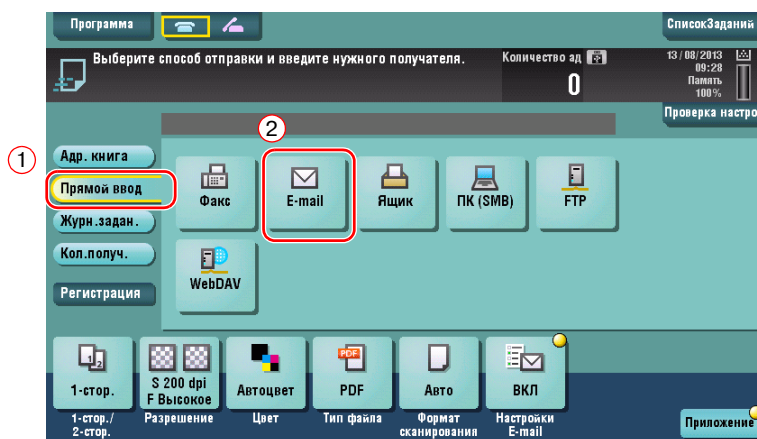 Программа
СписокЗаданий
Выберите способ отправки и введите нужного получателя.
Количество ад
0
13/08/2013
09:28
Память
100%
Проверка настро
2
1
Адр. книга
Прямой ввод
Журн.задан.
Кол.получ.
Регистрация
Факс
E-mail
Ящик
ПК (SMB)
FTP
WebDAV
1
2
PDF
1-стор.
S 200 dpi
F Высокое
Автоцвет
PDF
Авто
ВКЛ
1-стор./
2-стор.
Разрешение
Цвет
Тип файла
Формат
сканирования
Настройки
E-mail
Приложение